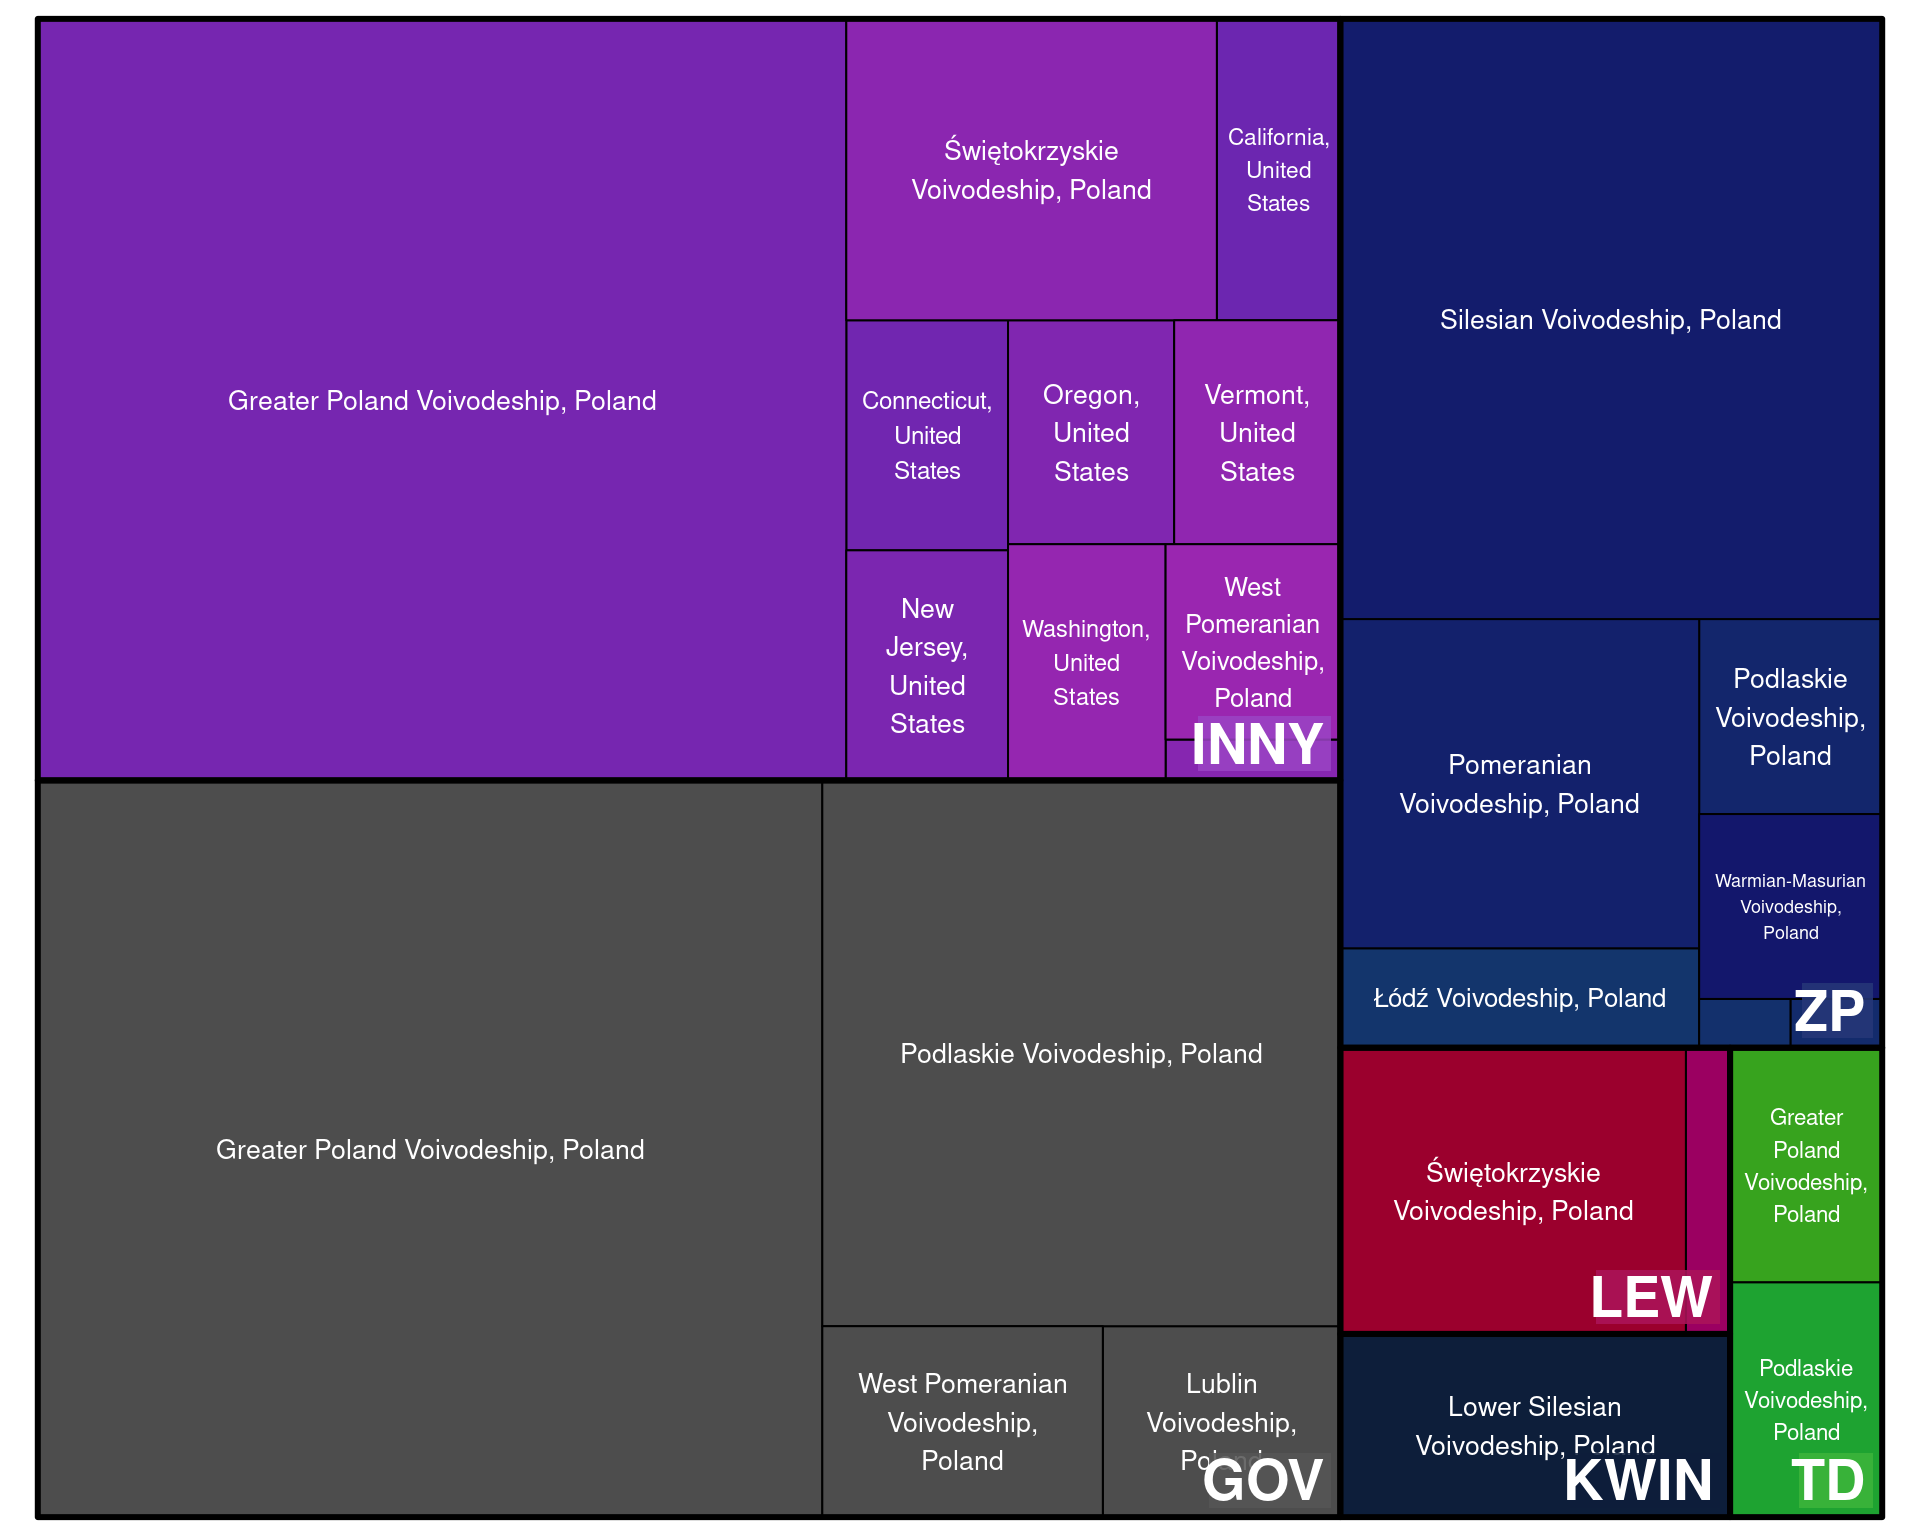 Greater Poland Voivodeship, Poland
Świętokrzyskie
Voivodeship, Poland
California,
United
States
Connecticut,
United
States
Oregon,
United
States
Vermont,
United
States
New
Jersey,
United
States
Washington,
United
States
West
Pomeranian
Voivodeship,
Poland
INNY
Silesian Voivodeship, Poland
Pomeranian
Voivodeship, Poland
Podlaskie
Voivodeship,
Poland
Warmian-Masurian
Voivodeship,
Poland
Łódź Voivodeship, Poland
ZP
Greater Poland Voivodeship, Poland
Podlaskie Voivodeship, Poland
West Pomeranian
Voivodeship,
Poland
Lublin
Voivodeship,
Poland
GOV
Świętokrzyskie
Voivodeship, Poland
LEW
Greater
Poland
Voivodeship,
Poland
Lower Silesian
Voivodeship, Poland
KWIN
Podlaskie
Voivodeship,
Poland
TD